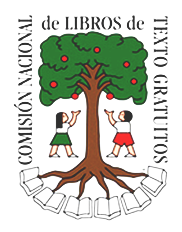 COMISIÓN NACIONAL
de LIBROS de
TEXTO GRATUITOS